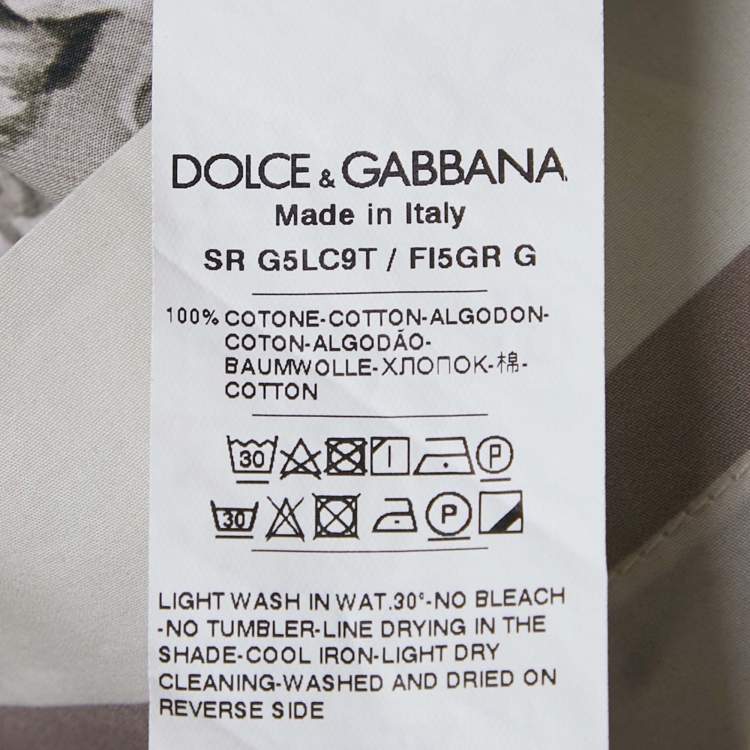 DOLCE & GABBANA
Made in Italy
SR G5LC9T / FI5GR G
100% COTONE-COTTON-ALGODON-
COTON-ALGODÃO-
BAUMWOLLE-ХЛОПОК-棉-
COTTON
30 P
30 P
LIGHT WASH IN WAT.30°-NO BLEACH
-NO TUMBLER-LINE DRYING IN THE
SHADE-COOL IRON-LIGHT DRY
CLEANING-WASHED AND DRIED ON
REVERSE SIDE